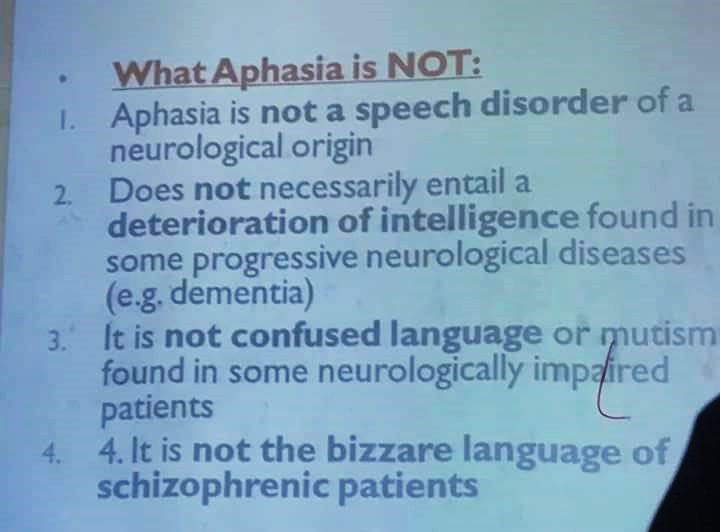 • What Aphasia is NOT:
1. Aphasia is not a speech disorder of a
neurological origin
2. Does not necessarily entail a
deterioration of intelligence found in
some progressive neurological diseases
(e.g. dementia)
3. It is not confused language or mutism
found in some neurologically impaired
patients
4. 4. It is not the bizzare language of
schizophrenic patients